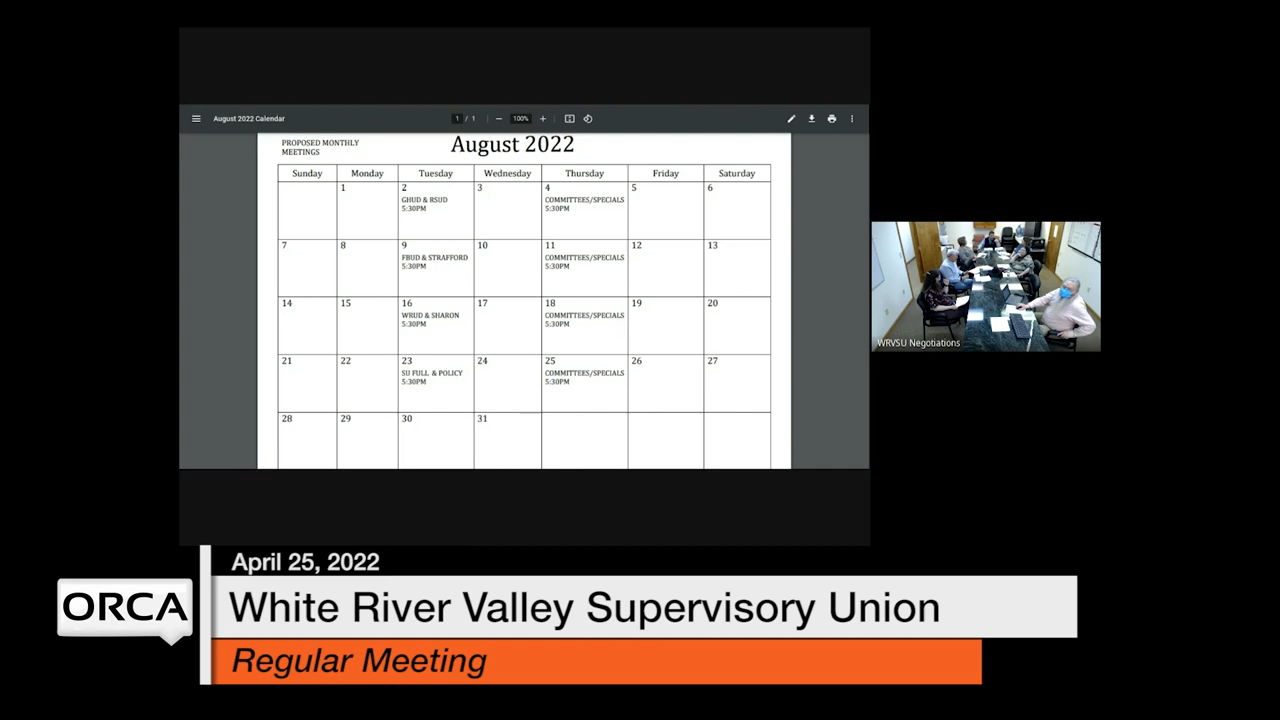 August 2022 Calendar
1 / 1
100%
PROPOSED MONTHLY
MEETINGS
August 2022
Sunday Monday Tuesday Wednesday Thursday Friday Saturday
1 2 3 4 5 6
GHUD & RSUD COMMITTEES/SPECIALS
5:30PM 5:30PM
7 8 9 10 11 12 13
FBUD & STRAFFORD COMMITTEES/SPECIALS
5:30PM 5:30PM
14 15 16 17 18 19 20
WRUD & SHARON COMMITTEES/SPECIALS
5:30PM 5:30PM
21 22 23 24 25 26 27
SU FULL & POLICY COMMITTEES/SPECIALS
5:30PM 5:30PM
28 29 30 31
WRVSU Negotiations
April 25, 2022
ORCA
White River Valley Supervisory Union
Regular Meeting